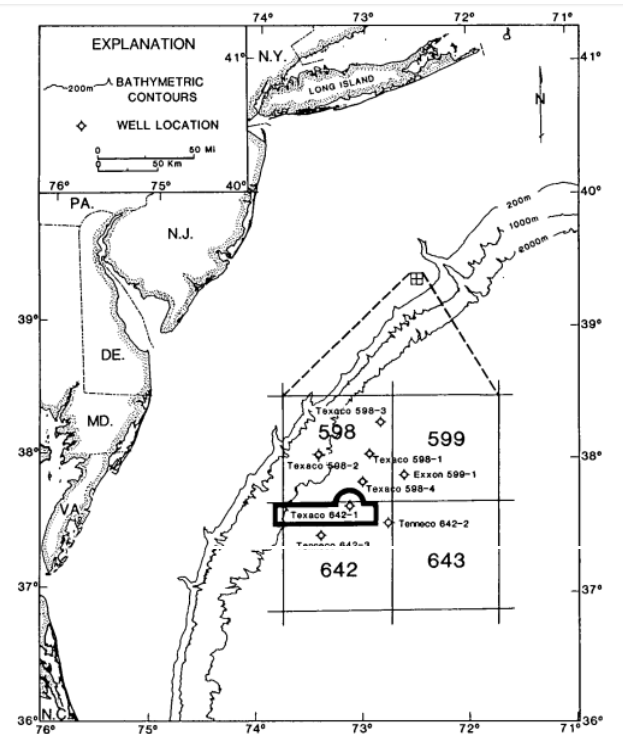 74° 73° 72° 71°
EXPLANATION
200m BATHYMETRIC
CONTOURS
WELL LOCATION
0 50 MI
0 50 Km
76° 75° 40°
41° 41°
N.Y.
LONG ISLAND
N
PA.
N.J.
40°
200m
1000m
2000m
39° 39°
DE.
MD.
VA.
38° 38°
Texaco 598-3
598 599
Texaco 598-2 Texaco 598-1
Exxon 599-1
Texaco 598-4
Texaco 642-1
Tenneco 642-2
Tenneco 642-3
642 643
37° 37°
N.C.
36° 36°
76° 75° 74° 73° 72° 71°